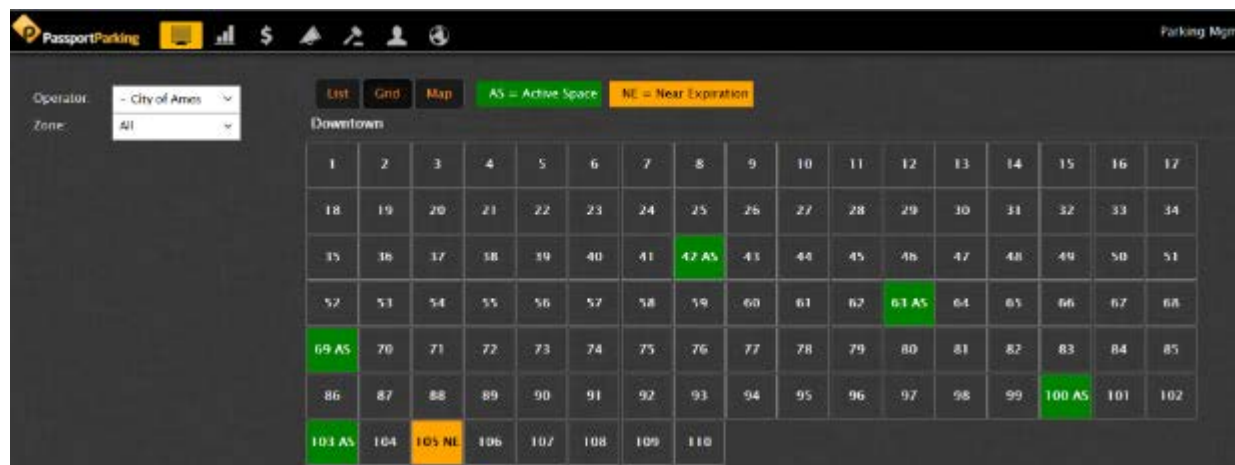 PassportParking $ Parking Mgm
Operator: - City of Ames List Grid Map AS = Active Space NE = Near Expiration
Zone: All
Downtown
1 2 3 4 5 6 7 8 9 10 11 12 13 14 15 16 17
18 19 20 21 22 23 24 25 26 27 28 29 30 31 32 33 34
35 36 37 38 39 40 41 42 AS 43 44 45 46 47 48 49 50 51
52 53 54 55 56 57 58 59 60 61 62 63 AS 64 65 66 67 68
69 AS 70 71 72 73 74 75 76 77 78 79 80 81 82 83 84 85
86 87 88 89 90 91 92 93 94 95 96 97 98 99 100 AS 101 102
103 AS 104 105 NE 106 107 108 109 110